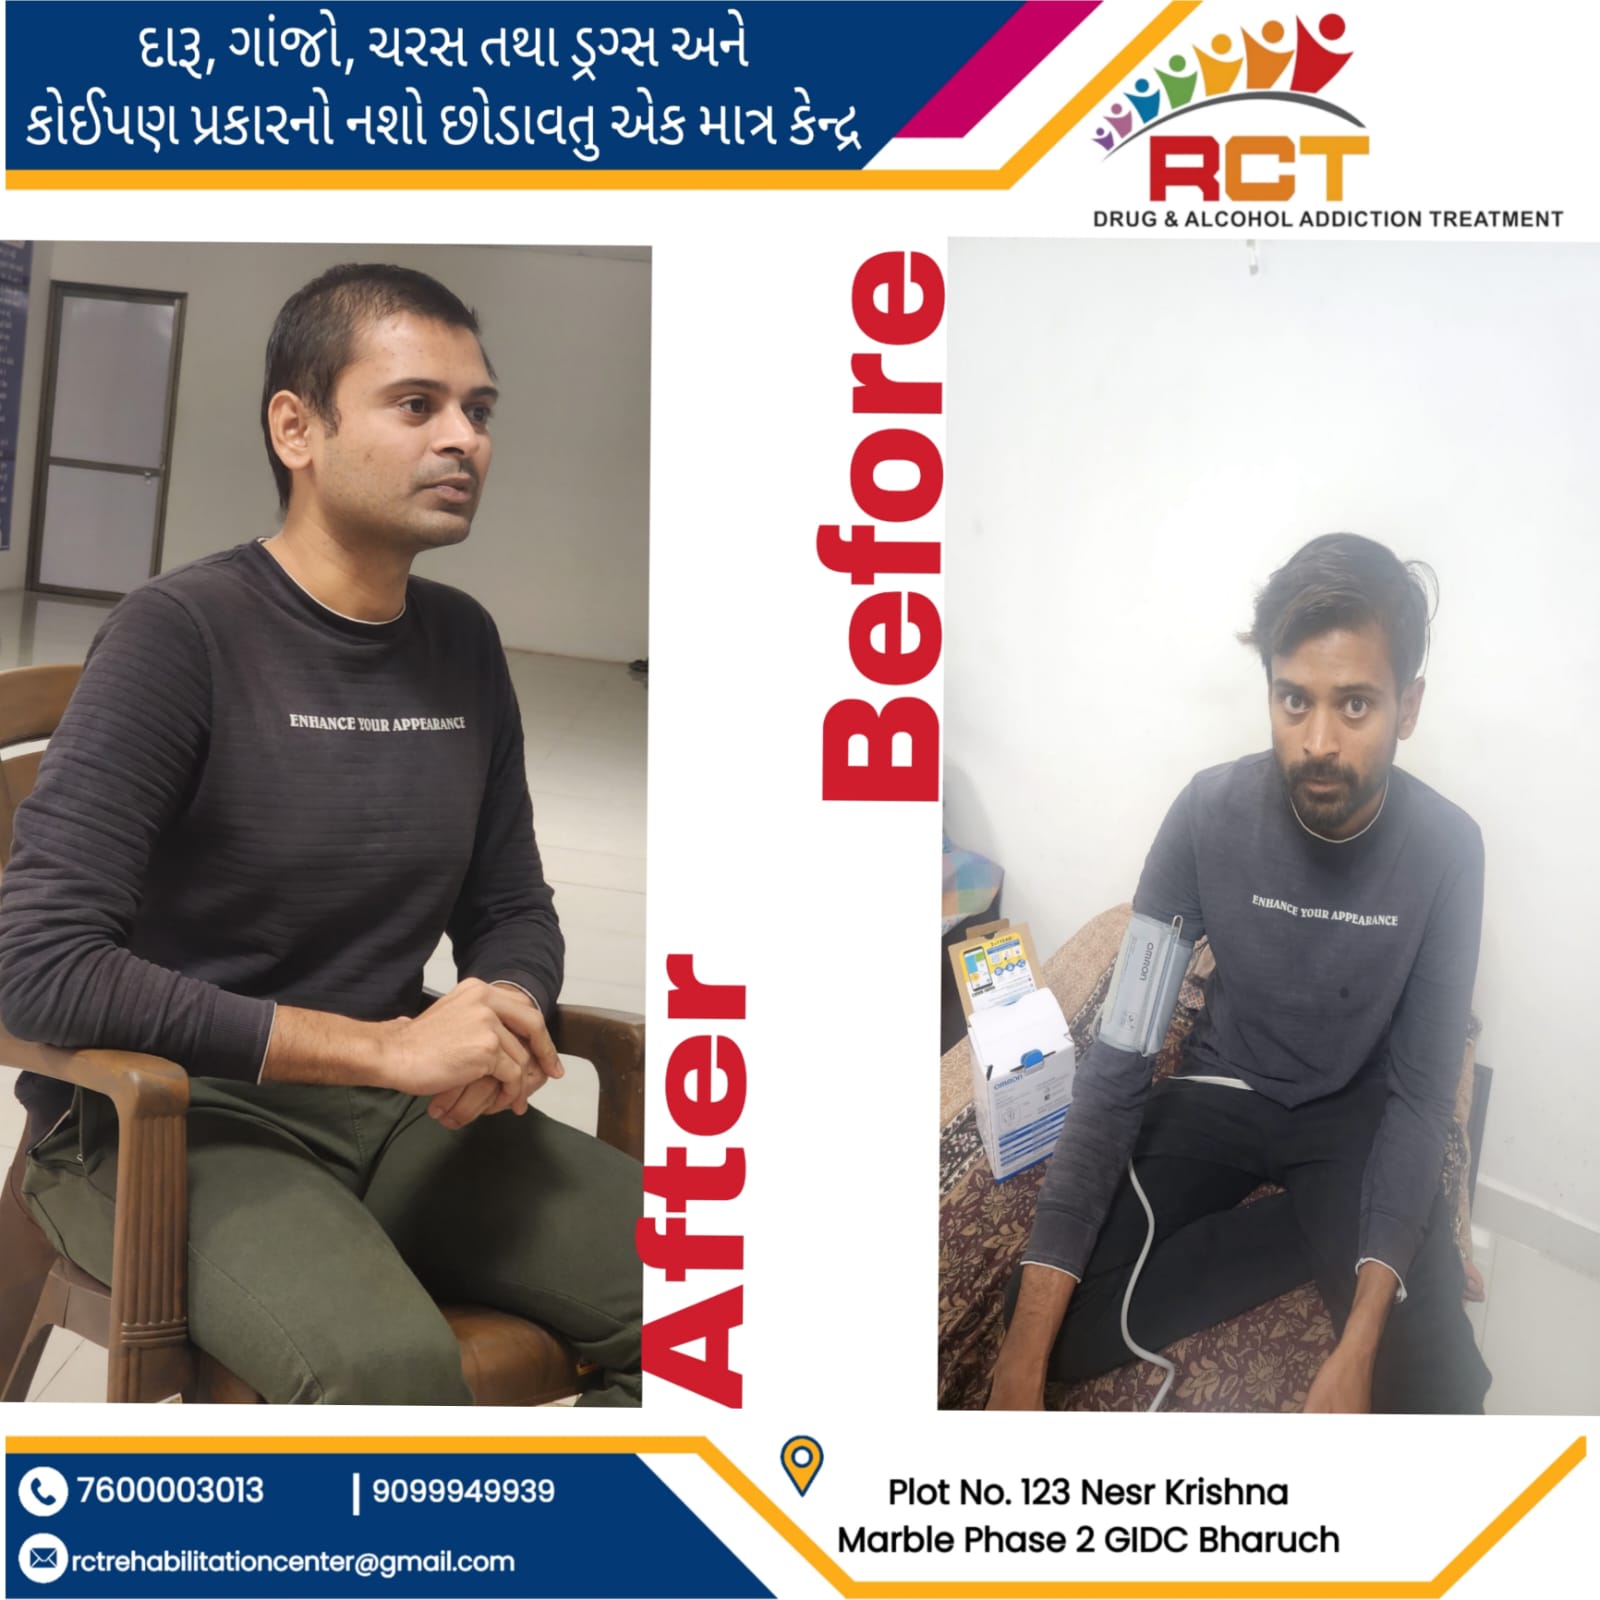 દારૂ, ગાંજો, ચરસ તથા ડ્રગ્સ અને
કોઈપણ પ્રકારનો નશો છોડાવતુ એક માત્ર કેન્દ્ર
RCT
DRUG & ALCOHOL ADDICTION TREATMENT
Before
After
ENHANCE YOUR APPEARANCE
ENHANCE YOUR APPEARANCE
OMRON
OMRON
7600003013 | 9099949939
rctrehabilitationcenter@gmail.com
Plot No. 123 Nesr Krishna
Marble Phase 2 GIDC Bharuch